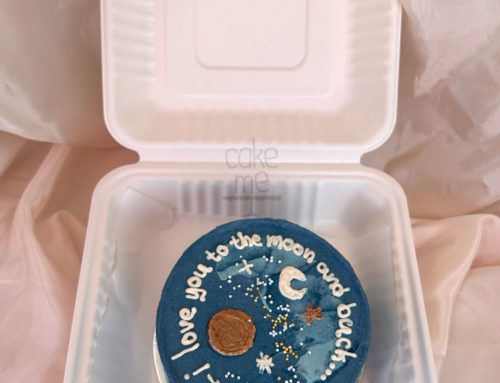 cake
me
i love you to the moon and back...